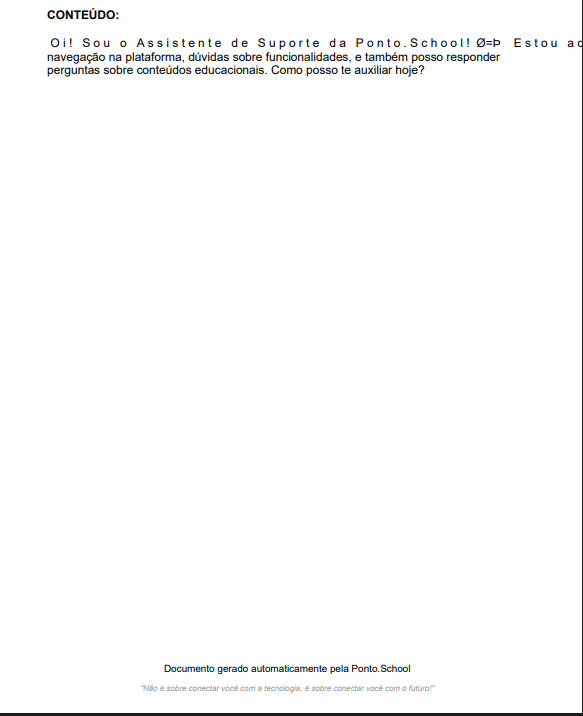 CONTEÚDO:
Oi! Sou o Assistente de Suporte da Ponto.School! Ø=Þ Estou
navegação na plataforma, dúvidas sobre funcionalidades, e também posso responder
perguntas sobre conteúdos educacionais. Como posso te auxiliar hoje?
Documento gerado automaticamente pela Ponto.School
"Não é sobre conectar você com a tecnologia, é sobre conectar você com o futuro!"